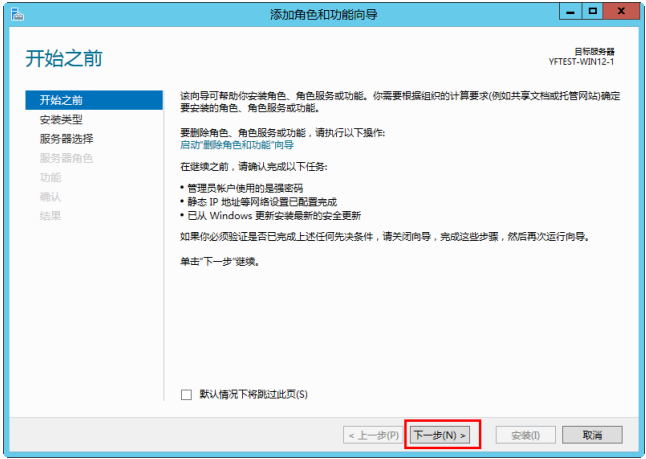 添加角色和功能向导
开始之前
目标服务器
YFTEST-WIN12-1
开始之前
安装类型
服务器选择
服务器角色
功能
确认
结果
该向导可帮助你安装角色、角色服务或功能。你需要根据组织的计算要求(例如共享文档或托管网站)确定
要安装的角色、角色服务或功能。
要删除角色、角色服务或功能，请执行以下操作:
启动"删除角色和功能"向导
在继续之前，请确认完成以下任务:
• 管理员帐户使用的是强密码
• 静态 IP 地址等网络设置已配置完成
• 已从 Windows 更新安装最新的安全更新
如果你必须验证是否已完成上述任何先决条件，请关闭向导，完成这些步骤，然后再次运行向导。
单击"下一步"继续。
默认情况下将跳过此页(S)
< 上一步(P) 下一步(N) > 安装(I) 取消